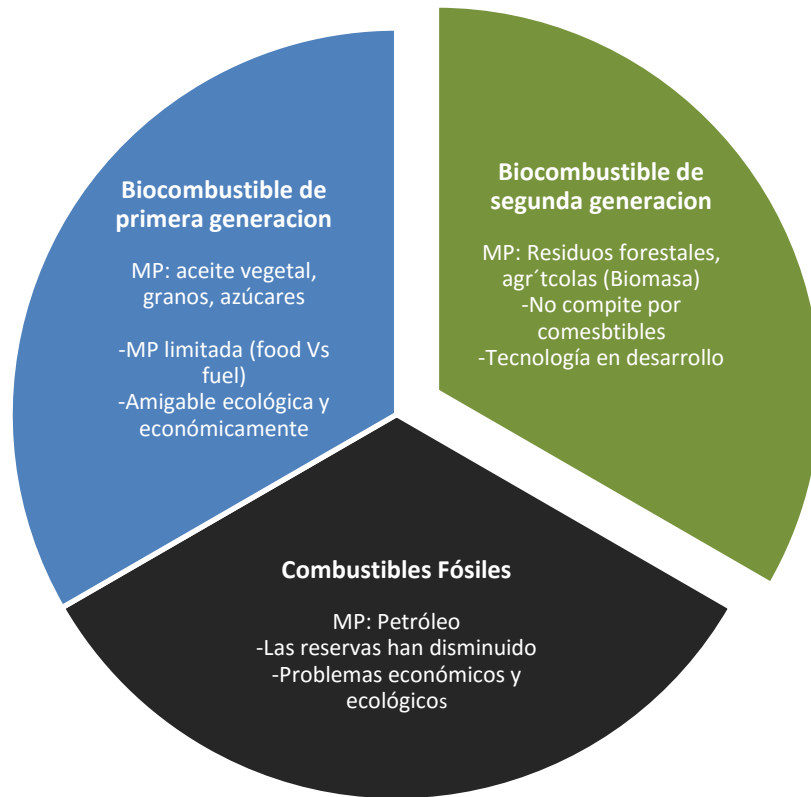 Biocombustible de
primera generacion
MP: aceite vegetal,
granos, azúcares
-MP limitada (food Vs
fuel)
-Amigable ecológica y
económicamente
Biocombustible de
segunda generacion
MP: Residuos forestales,
agr´tcolas (Biomasa)
-No compite por
comesbtibles
-Tecnología en desarrollo
Combustibles Fósiles
MP: Petróleo
-Las reservas han disminuido
-Problemas económicos y
ecológicos